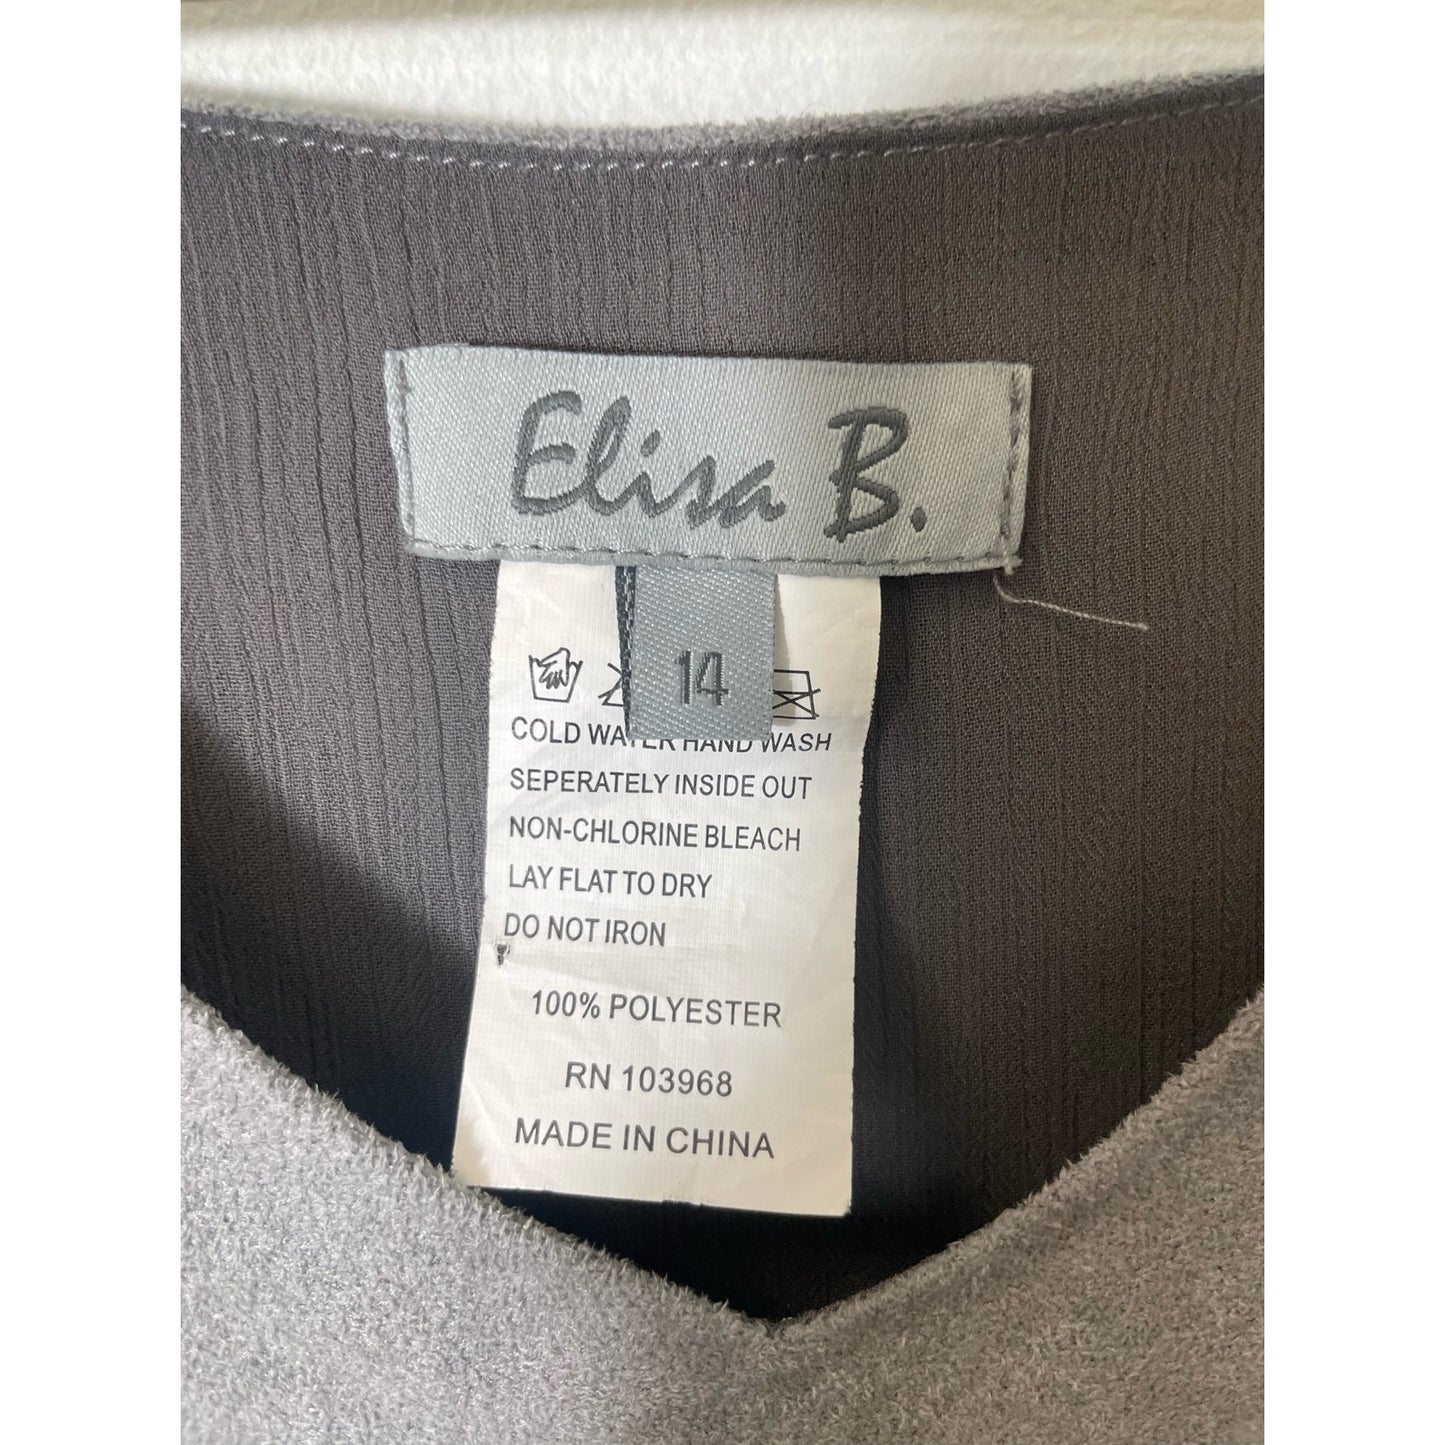 Elisa B.
14
COLD WATER HAND WASH
SEPERATELY INSIDE OUT
NON-CHLORINE BLEACH
LAY FLAT TO DRY
DO NOT IRON
100% POLYESTER
RN 103968
MADE IN CHINA